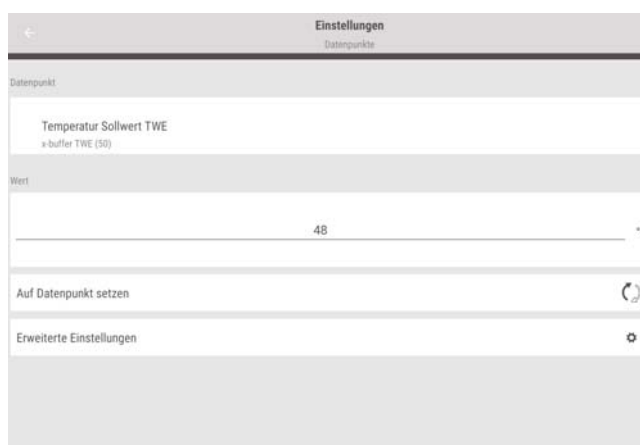 Einstellungen
Datenpunkte
Datenpunkt
Temperatur Sollwert TWE
x-buffer TWE (50)
Wert
48
Auf Datenpunkt setzen
Erweiterte Einstellungen